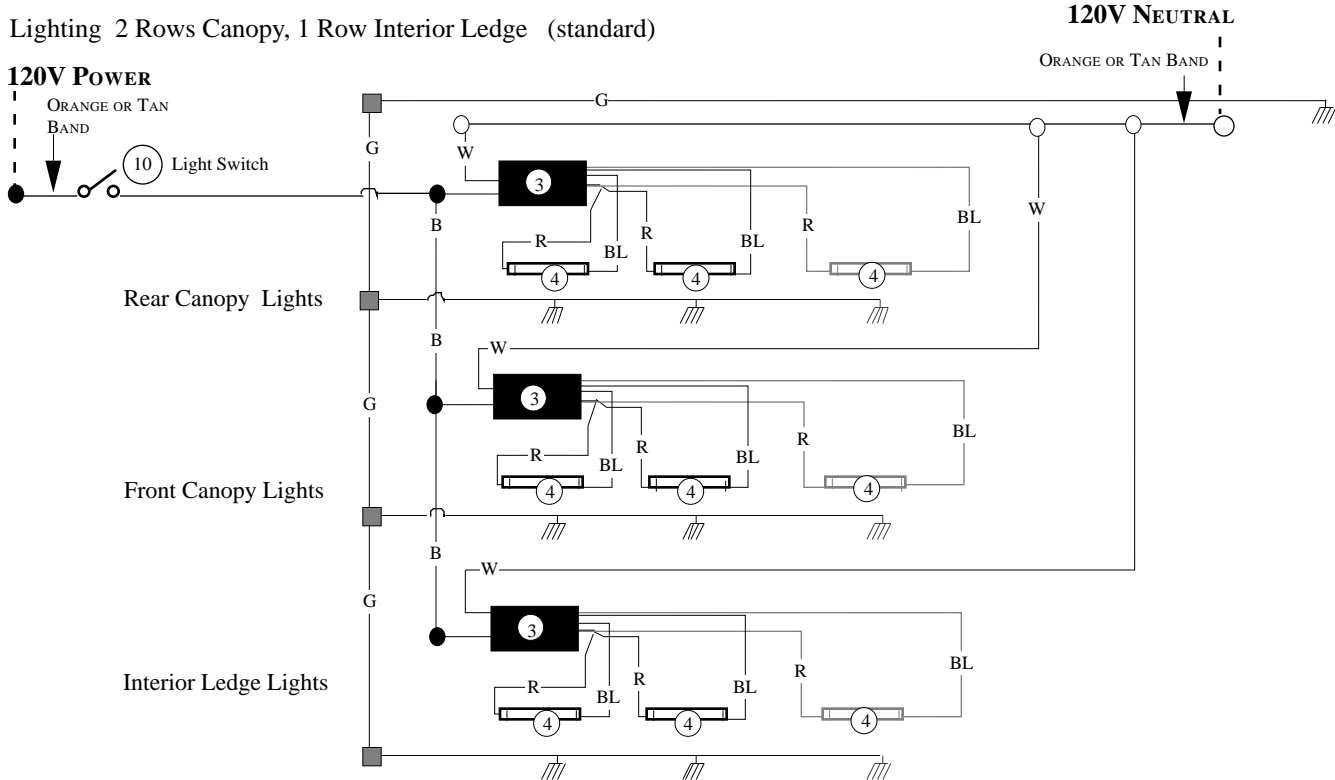 Lighting 2 Rows Canopy, 1 Row Interior Ledge (standard)
120V NEUTRAL
ORANGE OR TAN BAND
120V POWER
ORANGE OR TAN
BAND
G
G
W
10 Light Switch
3
B
R
BL
R
BL
R
BL
W
4
4
4
Rear Canopy Lights
B
W
3
G
R
BL
R
BL
R
BL
4
4
4
Front Canopy Lights
B
W
G
3
R
BL
R
BL
R
BL
Interior Ledge Lights
4
4
4